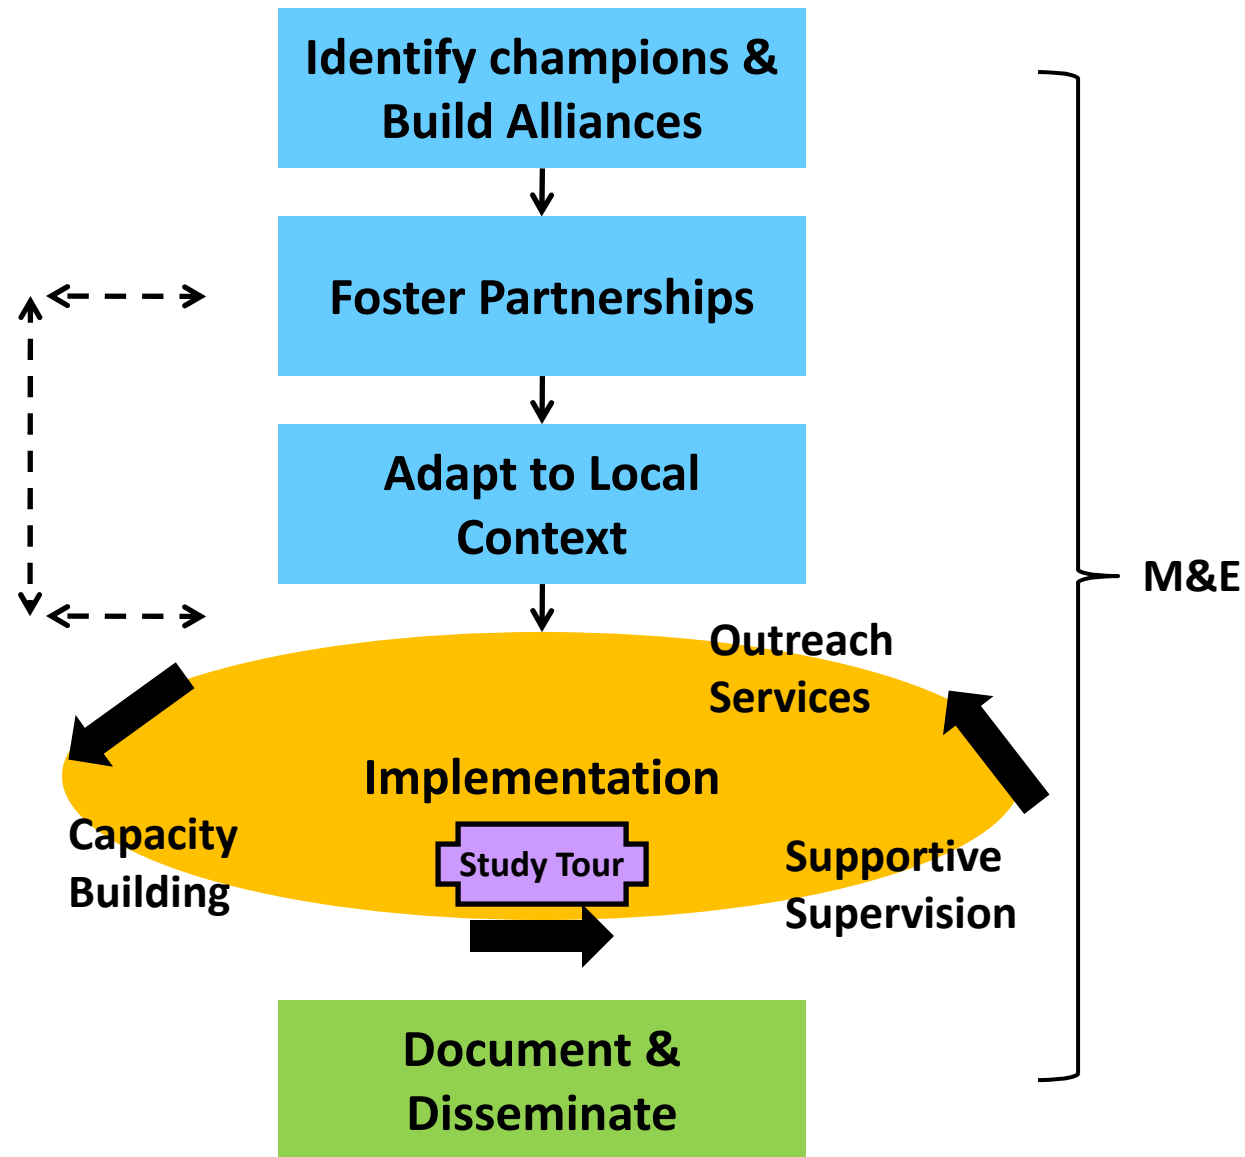 Identify champions &
Build Alliances
Foster Partnerships
Adapt to Local
Context
M&E
Outreach
Services
Implementation
Capacity
Building
Study Tour
Supportive
Supervision
Document &
Disseminate